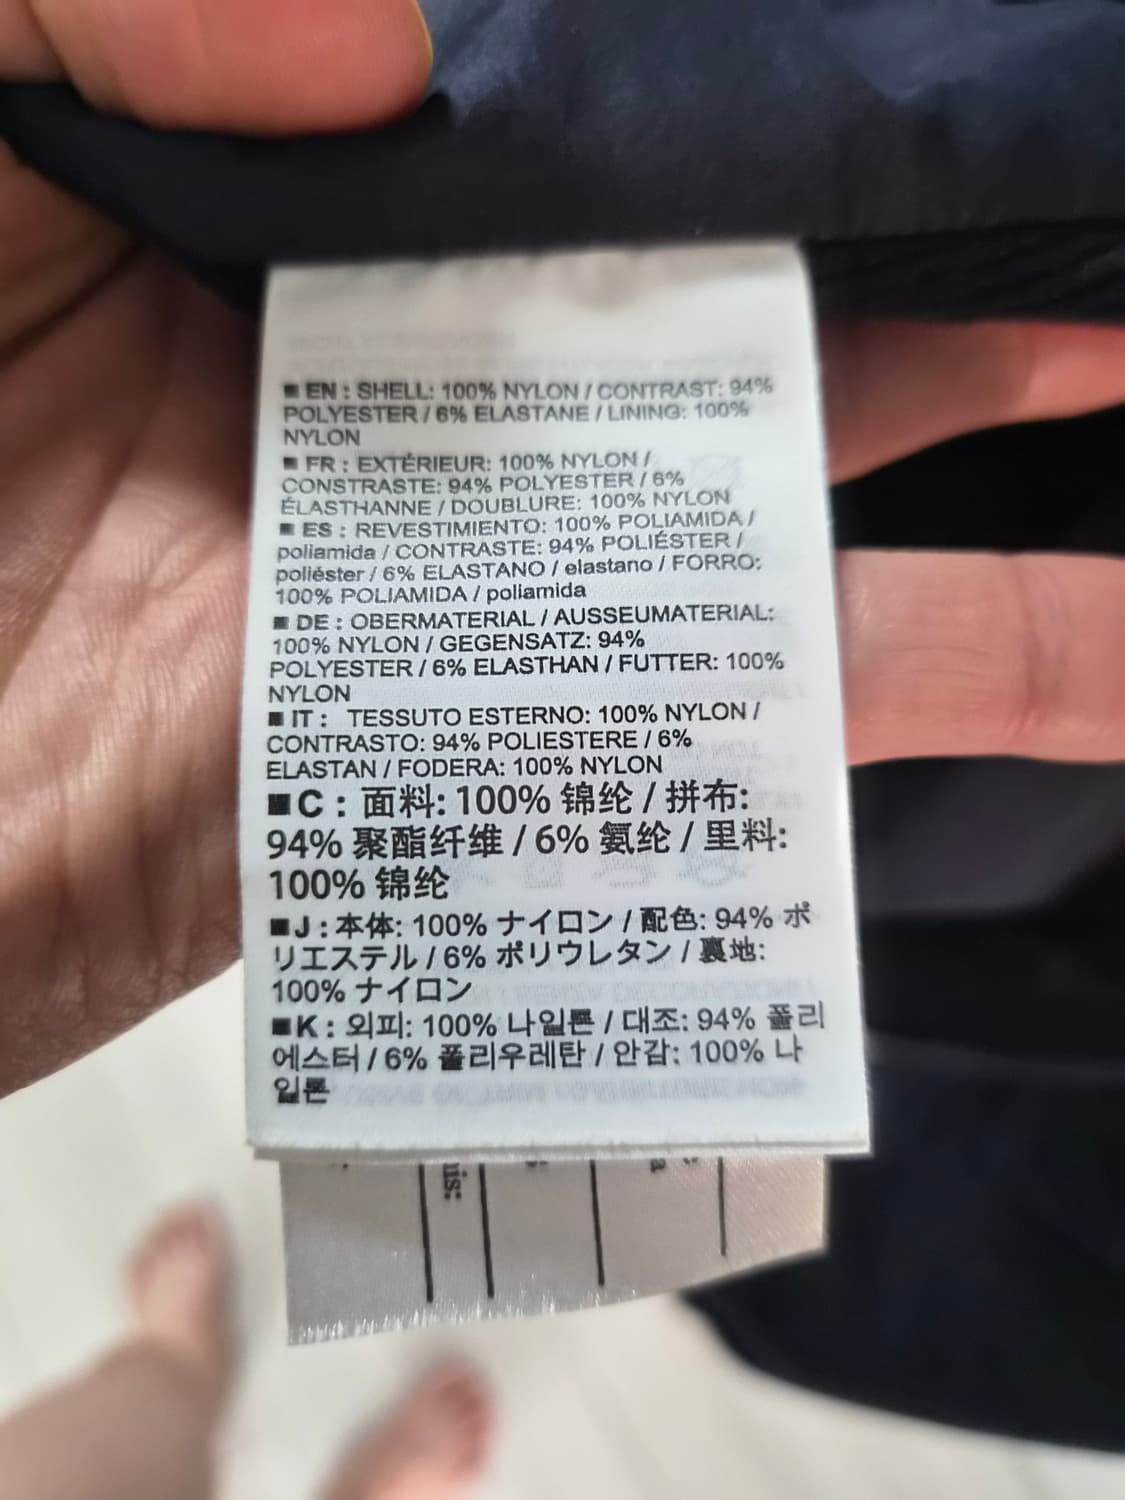 ■ EN : SHELL: 100% NYLON / CONTRAST: 94%
POLYESTER / 6% ELASTANE / LINING: 100%
NYLON
■ FR : EXTÉRIEUR: 100% NYLON /
CONSTRASTE: 94% POLYESTER / 6%
ÉLASTHANNE / DOUBLURE: 100% NYLON
■ ES : REVESTIMIENTO: 100% POLIAMIDA /
poliamida / CONTRASTE: 94% POLIÉSTER /
poliéster / 6% ELASTANO / elastano / FORRO:
100% POLIAMIDA / poliamida
■ DE : OBERMATERIAL / AUSSEUMATERIAL:
100% NYLON / GEGENSATZ: 94%
POLYESTER / 6% ELASTHAN / FUTTER: 100%
NYLON
■ IT : TESSUTO ESTERNO: 100% NYLON /
CONTRASTO: 94% POLIESTERE / 6%
ELASTAN / FODERA: 100% NYLON
■ C : 面料: 100% 锦纶 / 拼布:
94% 聚酯纤维 / 6% 氨纶 / 里料:
100% 锦纶
■ J : 本体: 100% ナイロン / 配色: 94% ポ
リエステル / 6% ポリウレタン / 裏地:
100% ナイロン
■ K : 외피: 100% 나일론 / 대조: 94% 폴리
에스터 / 6% 폴리우레탄 / 안감: 100% 나
일론